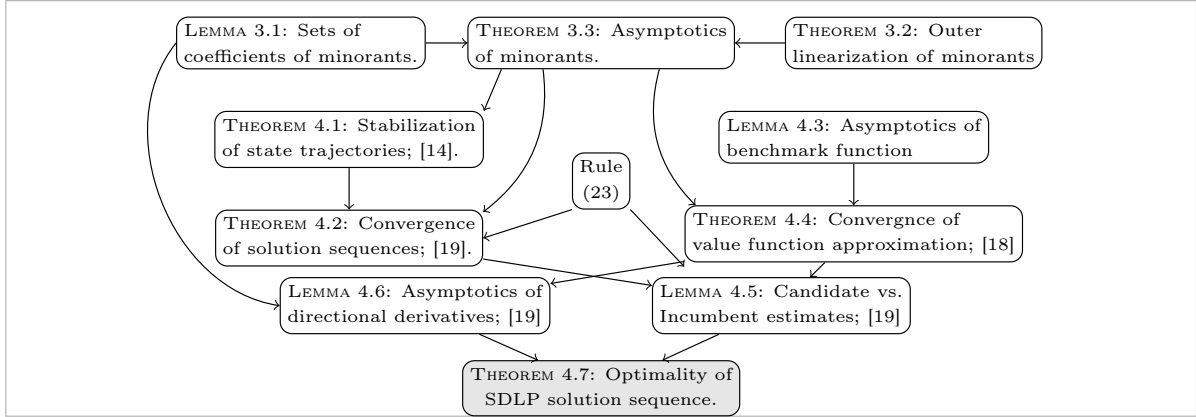 LEMMA 3.1: Sets of
coefficients of minorants.
THEOREM 3.3: Asymptotics
of minorants.
THEOREM 3.2: Outer
linearization of minorants
THEOREM 4.1: Stabilization
of state trajectories; [14].
LEMMA 4.3: Asymptotics of
benchmark function
Rule
(23)
THEOREM 4.2: Convergence
of solution sequences; [19].
THEOREM 4.4: Convergnce of
value function approximation; [18]
LEMMA 4.6: Asymptotics of
directional derivatives; [19]
LEMMA 4.5: Candidate vs.
Incumbent estimates; [19]
THEOREM 4.7: Optimality of
SDLP solution sequence.